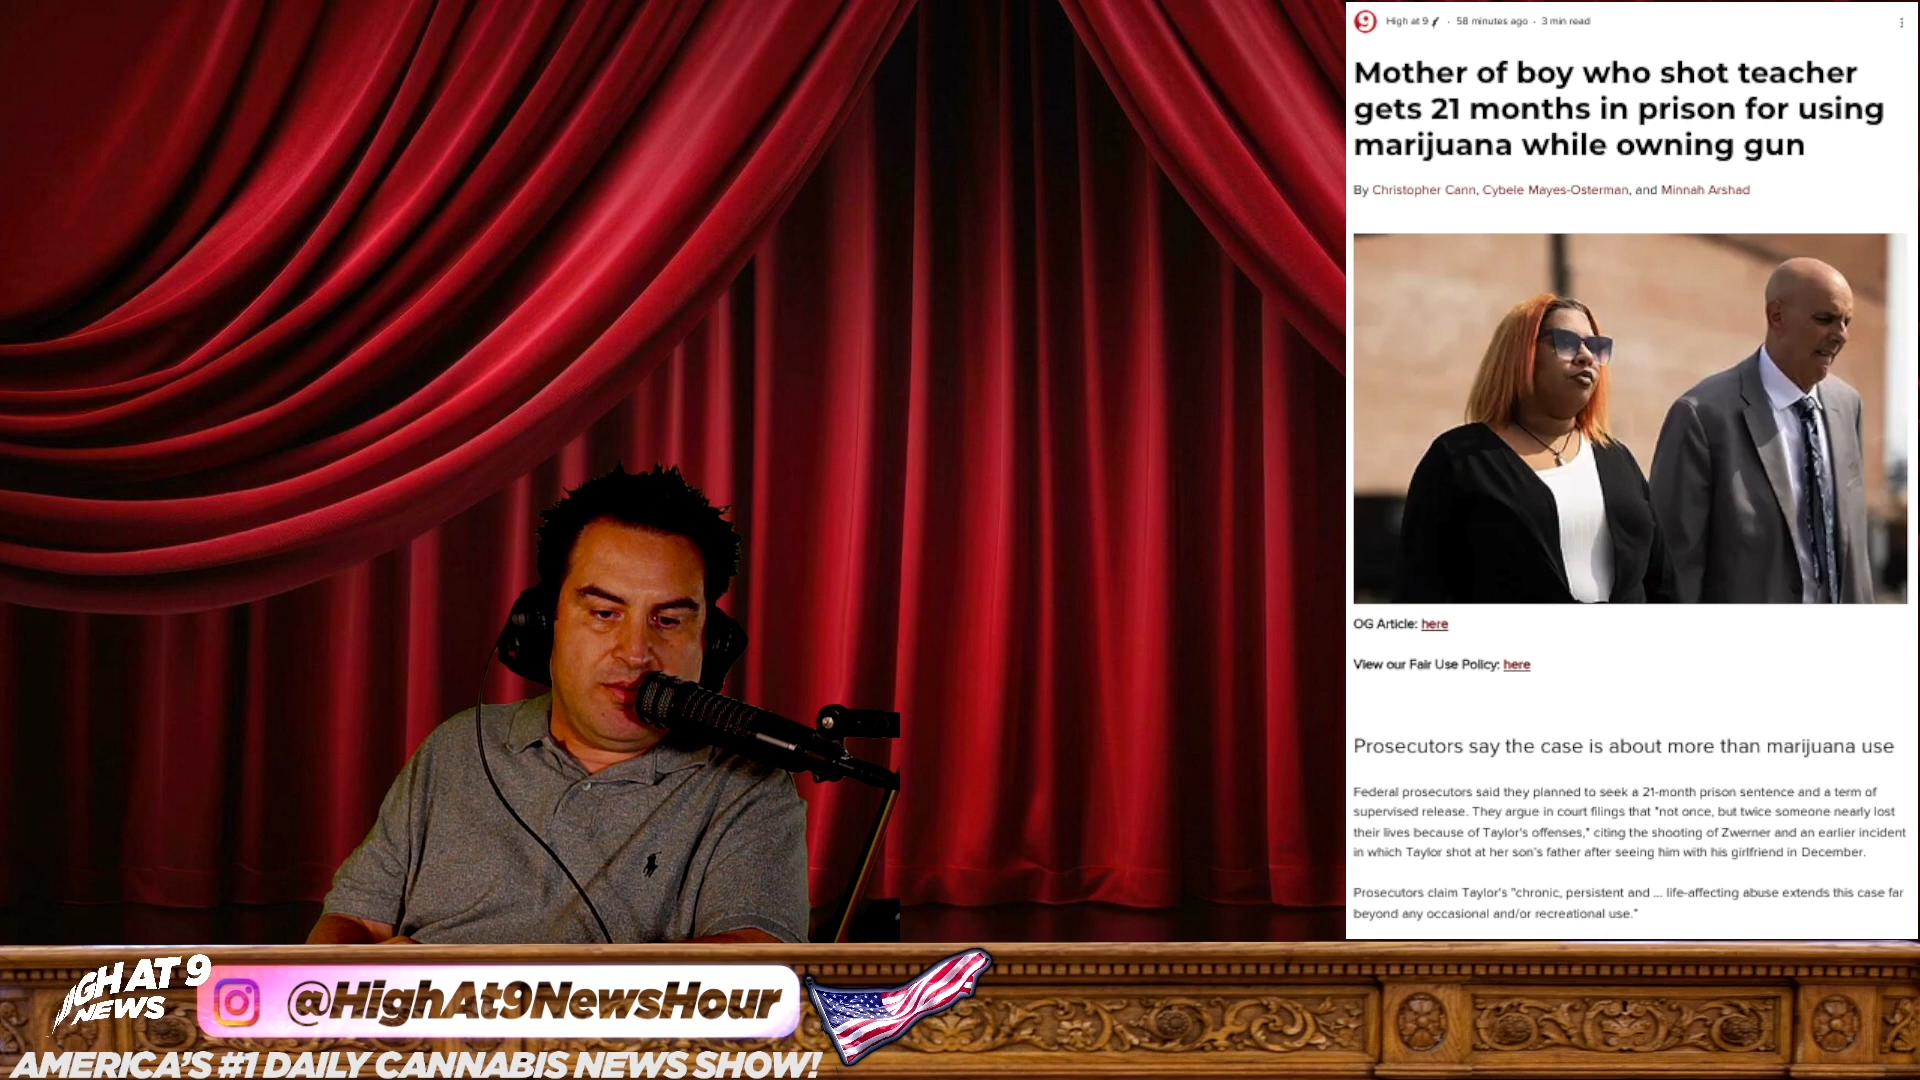 High at 9 · 58 minutes ago · 3 min read
Mother of boy who shot teacher
gets 21 months in prison for using
marijuana while owning gun
By Christopher Cann, Cybele Mayes-Osterman, and Minnah Arshad
OG Article: here
View our Fair Use Policy: here
Prosecutors say the case is about more than marijuana use
Federal prosecutors said they planned to seek a 21-month prison sentence and a term of
supervised release. They argue in court filings that "not once, but twice someone nearly lost
their lives because of Taylor's offenses," citing the shooting of Zwerner and an earlier incident
in which Taylor shot at her son's father after seeing him with his girlfriend in December.
Prosecutors claim Taylor's "chronic, persistent and ... life-affecting abuse extends this case far
beyond any occasional and/or recreational use."
HIGH AT 9
NEWS
@HighAt9NewsHour
AMERICA'S #1 DAILY CANNABIS NEWS SHOW!